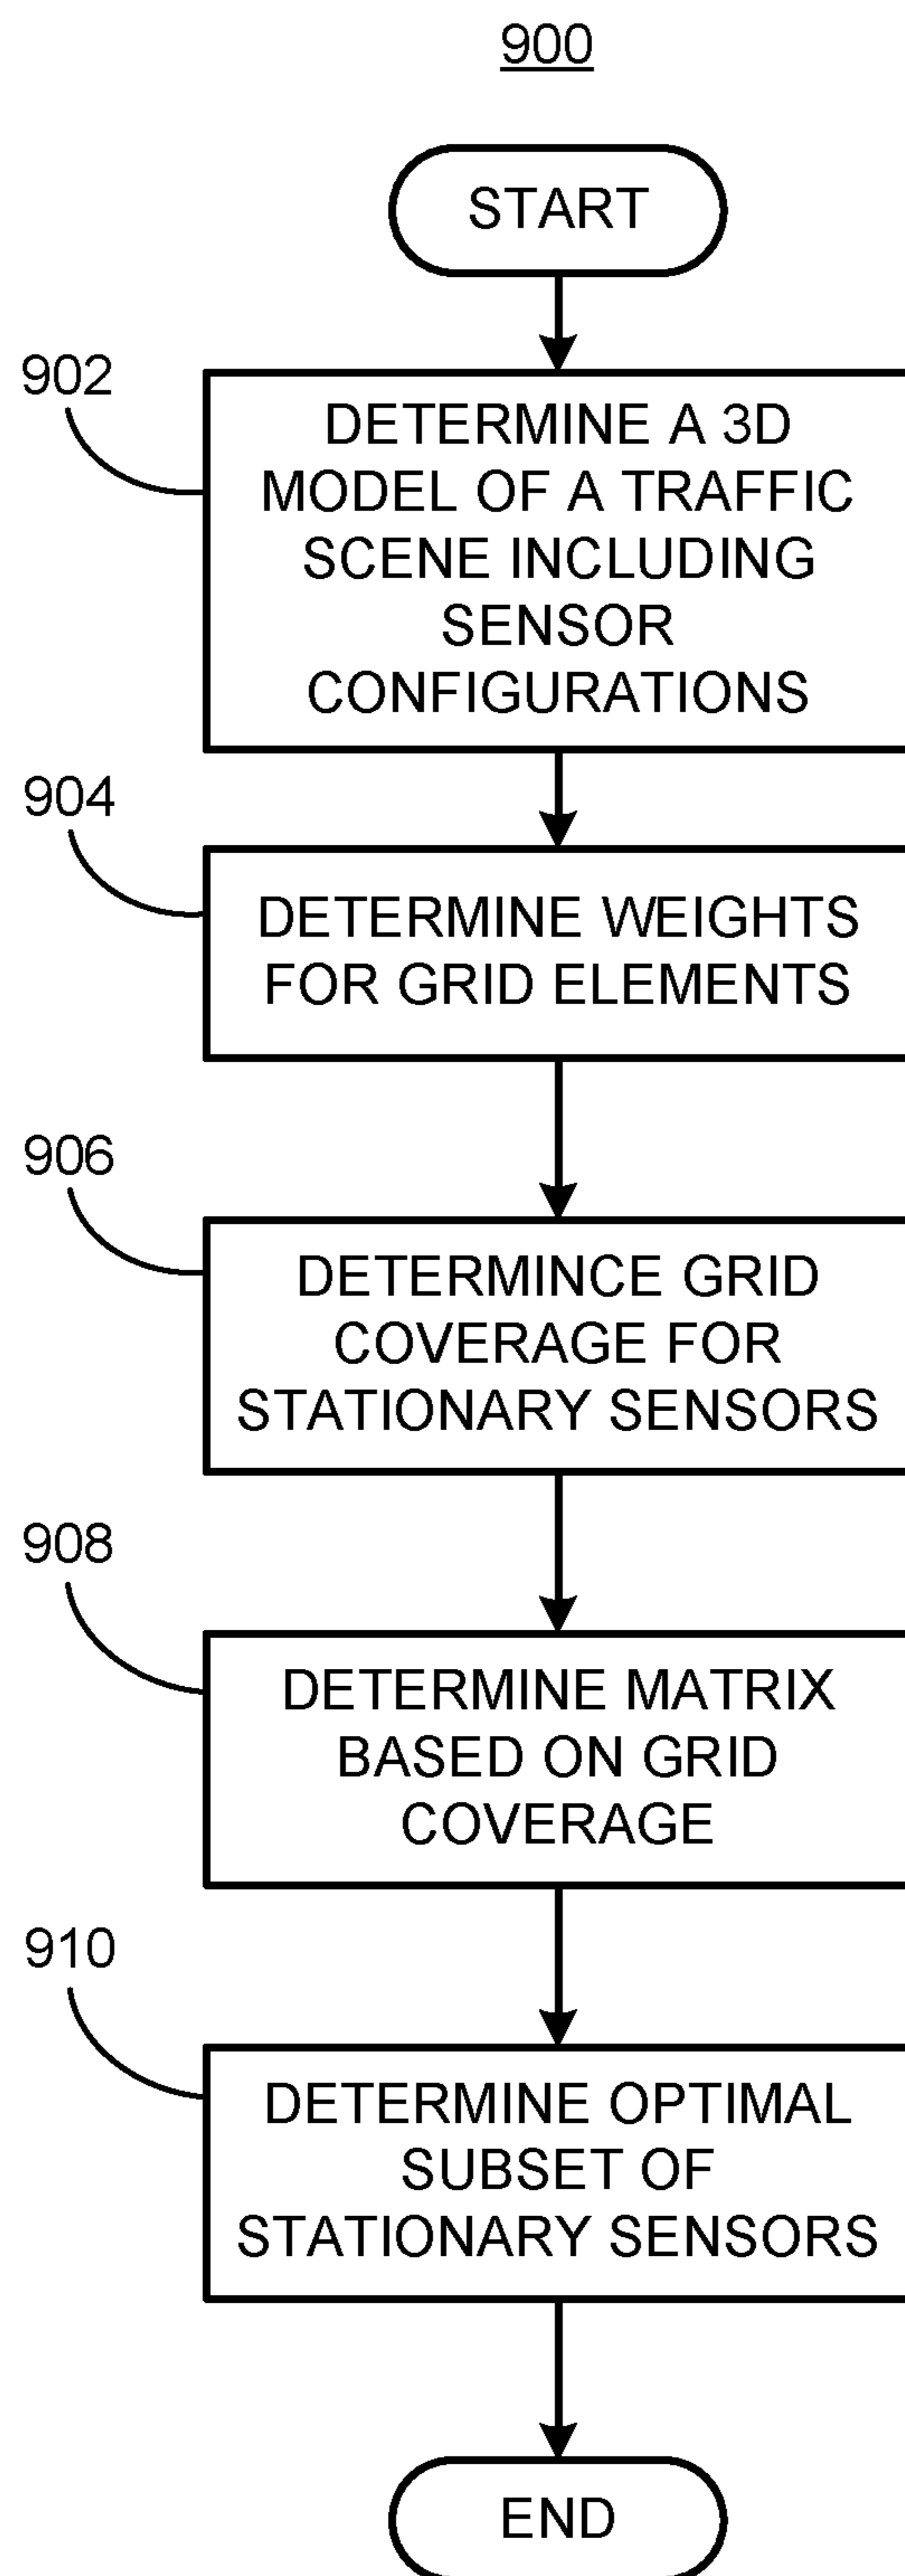 900
START
902
DETERMINE A 3D
MODEL OF A TRAFFIC
SCENE INCLUDING
SENSOR
CONFIGURATIONS
904
DETERMINE WEIGHTS
FOR GRID ELEMENTS
906
DETERMINCE GRID
COVERAGE FOR
STATIONARY SENSORS
908
DETERMINE MATRIX
BASED ON GRID
COVERAGE
910
DETERMINE OPTIMAL
SUBSET OF
STATIONARY SENSORS
END